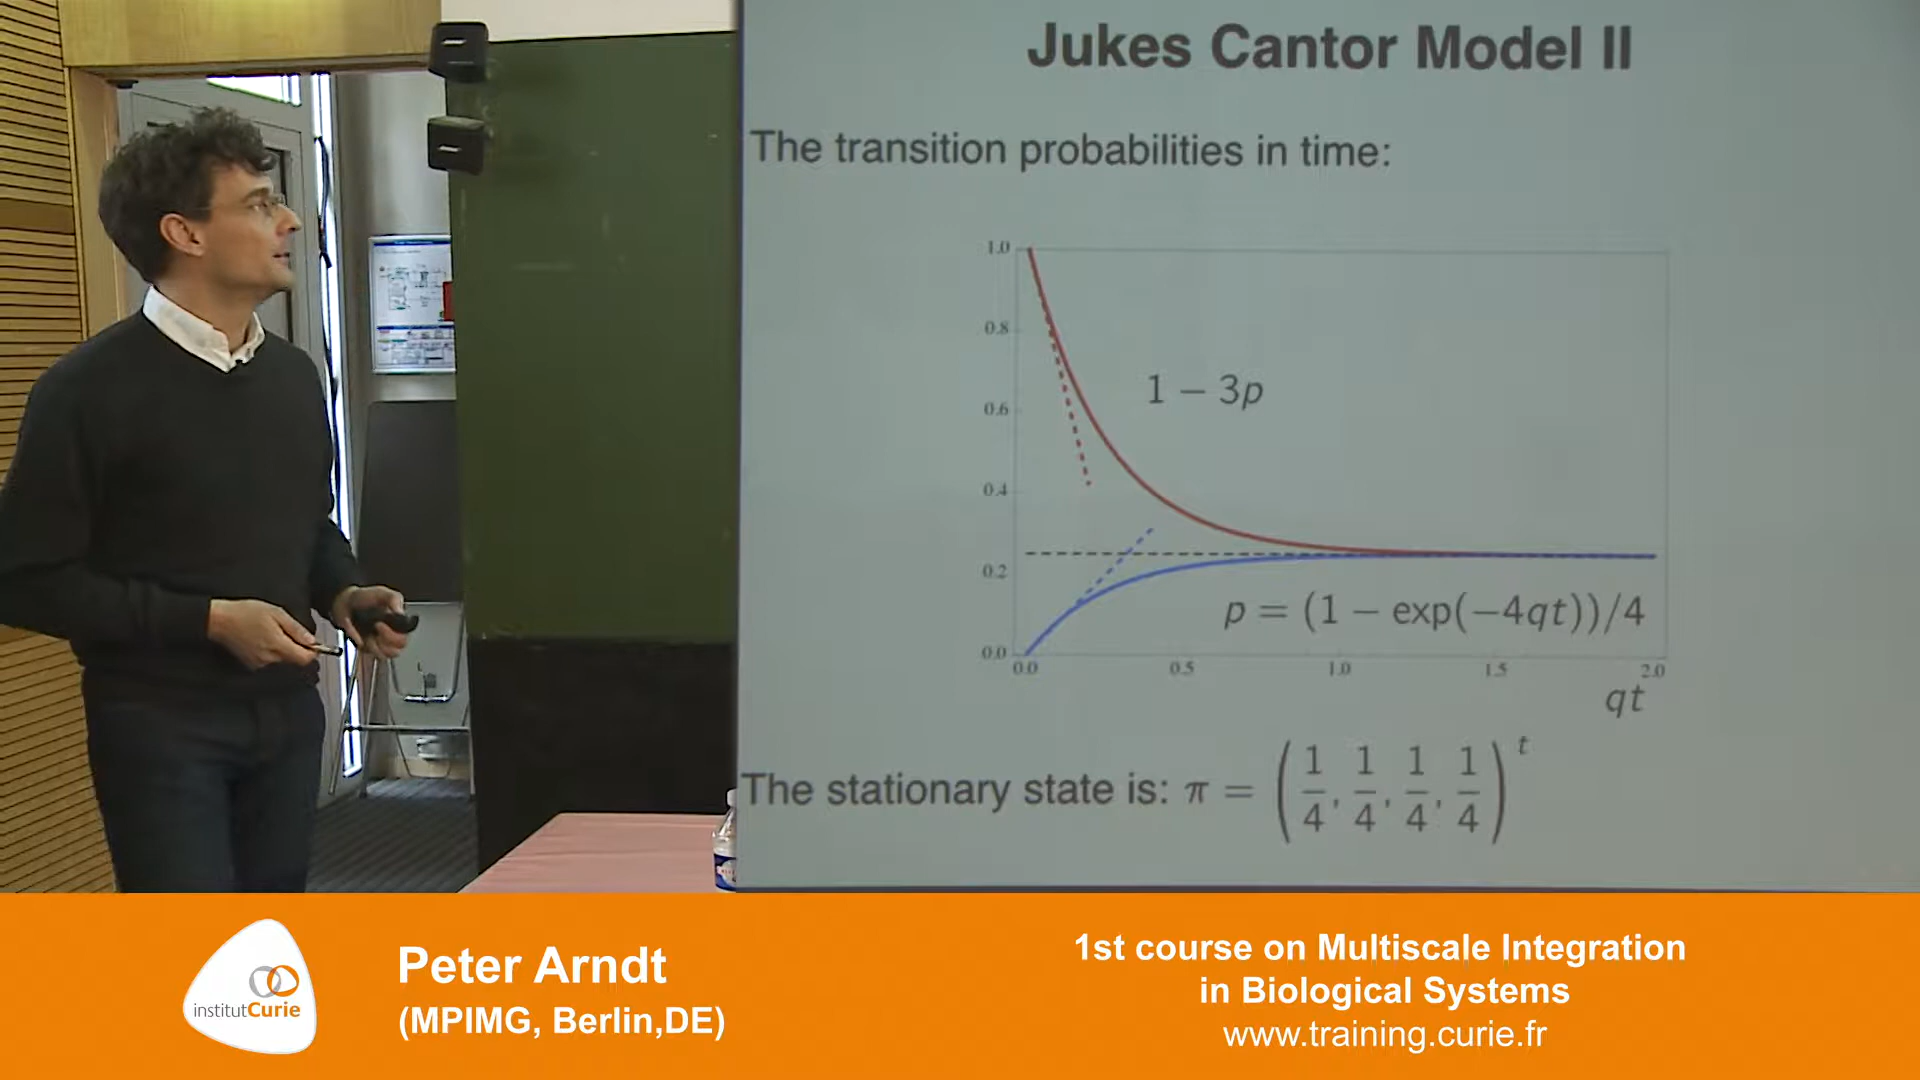 Jukes Cantor Model II
The transition probabilities in time:
1.0
0.8
0.6
0.4
0.2
0.0
0.0 0.5 1.0 1.5 2.0
1 − 3p
p = (1 − exp(−4qt))/4
qt
The stationary state is: π = (1/4, 1/4, 1/4, 1/4)^t
institutCurie
Peter Arndt
(MPIMG, Berlin,DE)
1st course on Multiscale Integration
in Biological Systems
www.training.curie.fr